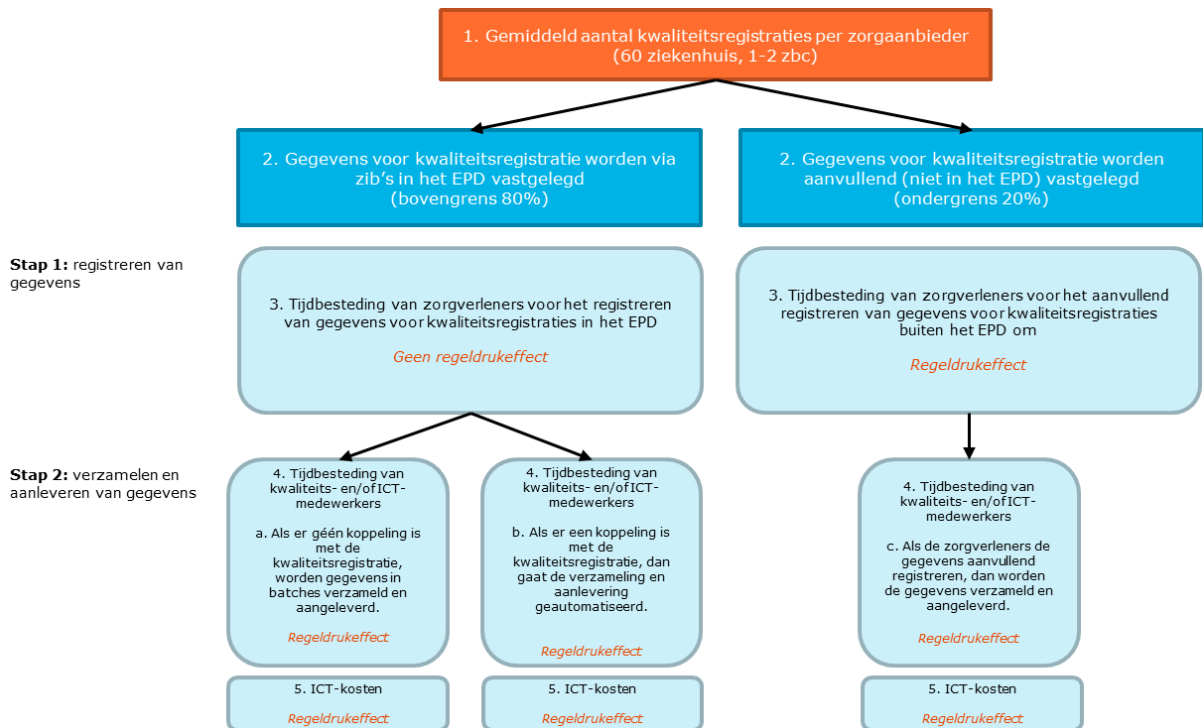 1. Gemiddeld aantal kwaliteitsregistraties per zorgaanbieder
(60 ziekenhuis, 1-2 zbc)
2. Gegevens voor kwaliteitsregistratie worden via
zib's in het EPD vastgelegd
(bovengrens 80%)
2. Gegevens voor kwaliteitsregistratie worden
aanvullend (niet in het EPD) vastgelegd
(ondergrens 20%)
Stap 1: registreren van
gegevens
3. Tijdbesteding van zorgverleners voor het registreren
van gegevens voor kwaliteitsregistraties in het EPD
Geen regeldrukeffect
3. Tijdbesteding van zorgverleners voor het aanvullend
registreren van gegevens voor kwaliteitsregistraties
buiten het EPD om
Regeldrukeffect
Stap 2: verzamelen en
aanleveren van gegevens
4. Tijdbesteding van
kwaliteits- en/of ICT-
medewerkers
a. Als er géén koppeling is
met de
kwaliteitsregistratie,
worden gegevens in
batches verzameld en
aangeleverd.
Regeldrukeffect
4. Tijdbesteding van
kwaliteits- en/of ICT-
medewerkers
b. Als er een koppeling is
met de
kwaliteitsregistratie, dan
gaat de verzameling en
aanlevering
geautomatiseerd.
Regeldrukeffect
4. Tijdbesteding van
kwaliteits- en/of ICT-
medewerkers
c. Als de zorgverleners de
gegevens aanvullend
registreren, dan worden
de gegevens verzameld en
aangeleverd.
Regeldrukeffect
5. ICT-kosten
Regeldrukeffect
5. ICT-kosten
Regeldrukeffect
5. ICT-kosten
Regeldrukeffect